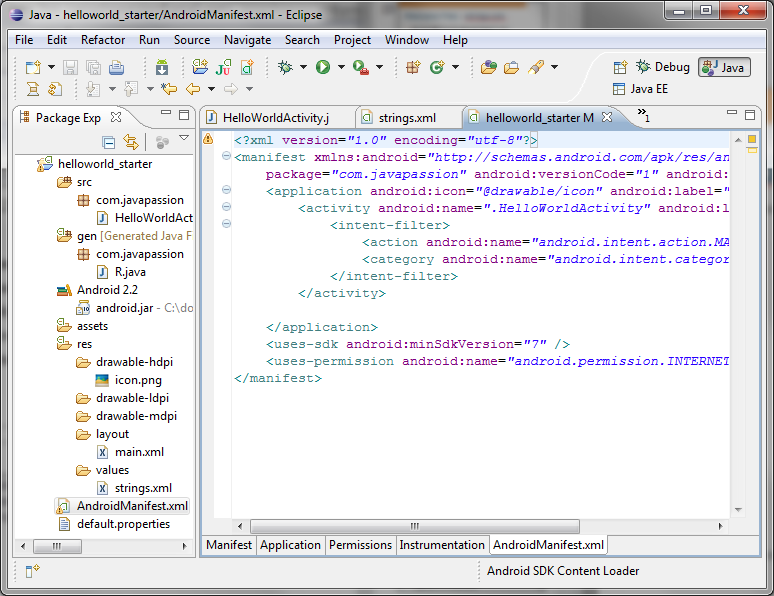 Java - helloworld_starter/AndroidManifest.xml - Eclipse
File Edit Refactor Run Source Navigate Search Project Window Help
Debug Java
Java EE
Package Exp
HelloWorldActivity.j strings.xml helloworld_starter M »1
helloworld_starter
src
com.javapassion
HelloWorldAct
gen [Generated Java F
com.javapassion
R.java
Android 2.2
android.jar - C:\do
assets
res
drawable-hdpi
icon.png
drawable-ldpi
drawable-mdpi
layout
main.xml
values
strings.xml
AndroidManifest.xml
default.properties
<?xml version="1.0" encoding="utf-8"?>
<manifest xmlns:android="http://schemas.android.com/apk/res/an
package="com.javapassion" android:versionCode="1" android:
<application android:icon="@drawable/icon" android:label="
<activity android:name=".HelloWorldActivity" android:l
<intent-filter>
<action android:name="android.intent.action.MA
<category android:name="android.intent.categor
</intent-filter>
</activity>
</application>
<uses-sdk android:minSdkVersion="7" />
<uses-permission android:name="android.permission.INTERNET
</manifest>
Manifest Application Permissions Instrumentation AndroidManifest.xml
Android SDK Content Loader